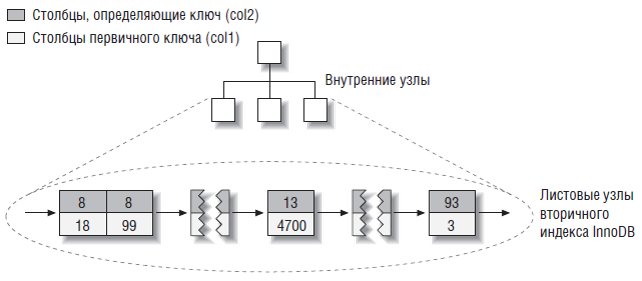 Столбцы, определяющие ключ (col2)
Столбцы первичного ключа (col1)
Внутренние узлы
8 8 13 93
18 99 4700 3
Листовые узлы
вторичного
индекса InnoDB